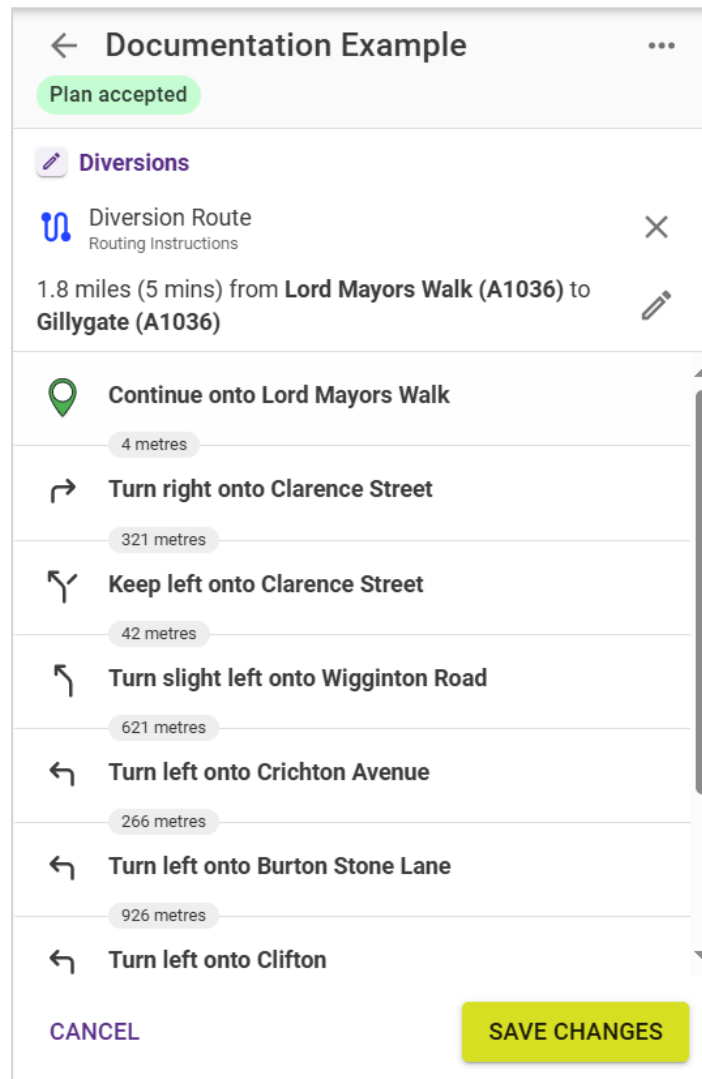 Documentation Example
Plan accepted
Diversions
Diversion Route
Routing Instructions
1.8 miles (5 mins) from Lord Mayors Walk (A1036) to
Gillygate (A1036)
Continue onto Lord Mayors Walk
4 metres
Turn right onto Clarence Street
321 metres
Keep left onto Clarence Street
42 metres
Turn slight left onto Wigginton Road
621 metres
Turn left onto Crichton Avenue
266 metres
Turn left onto Burton Stone Lane
926 metres
Turn left onto Clifton
CANCEL
SAVE CHANGES